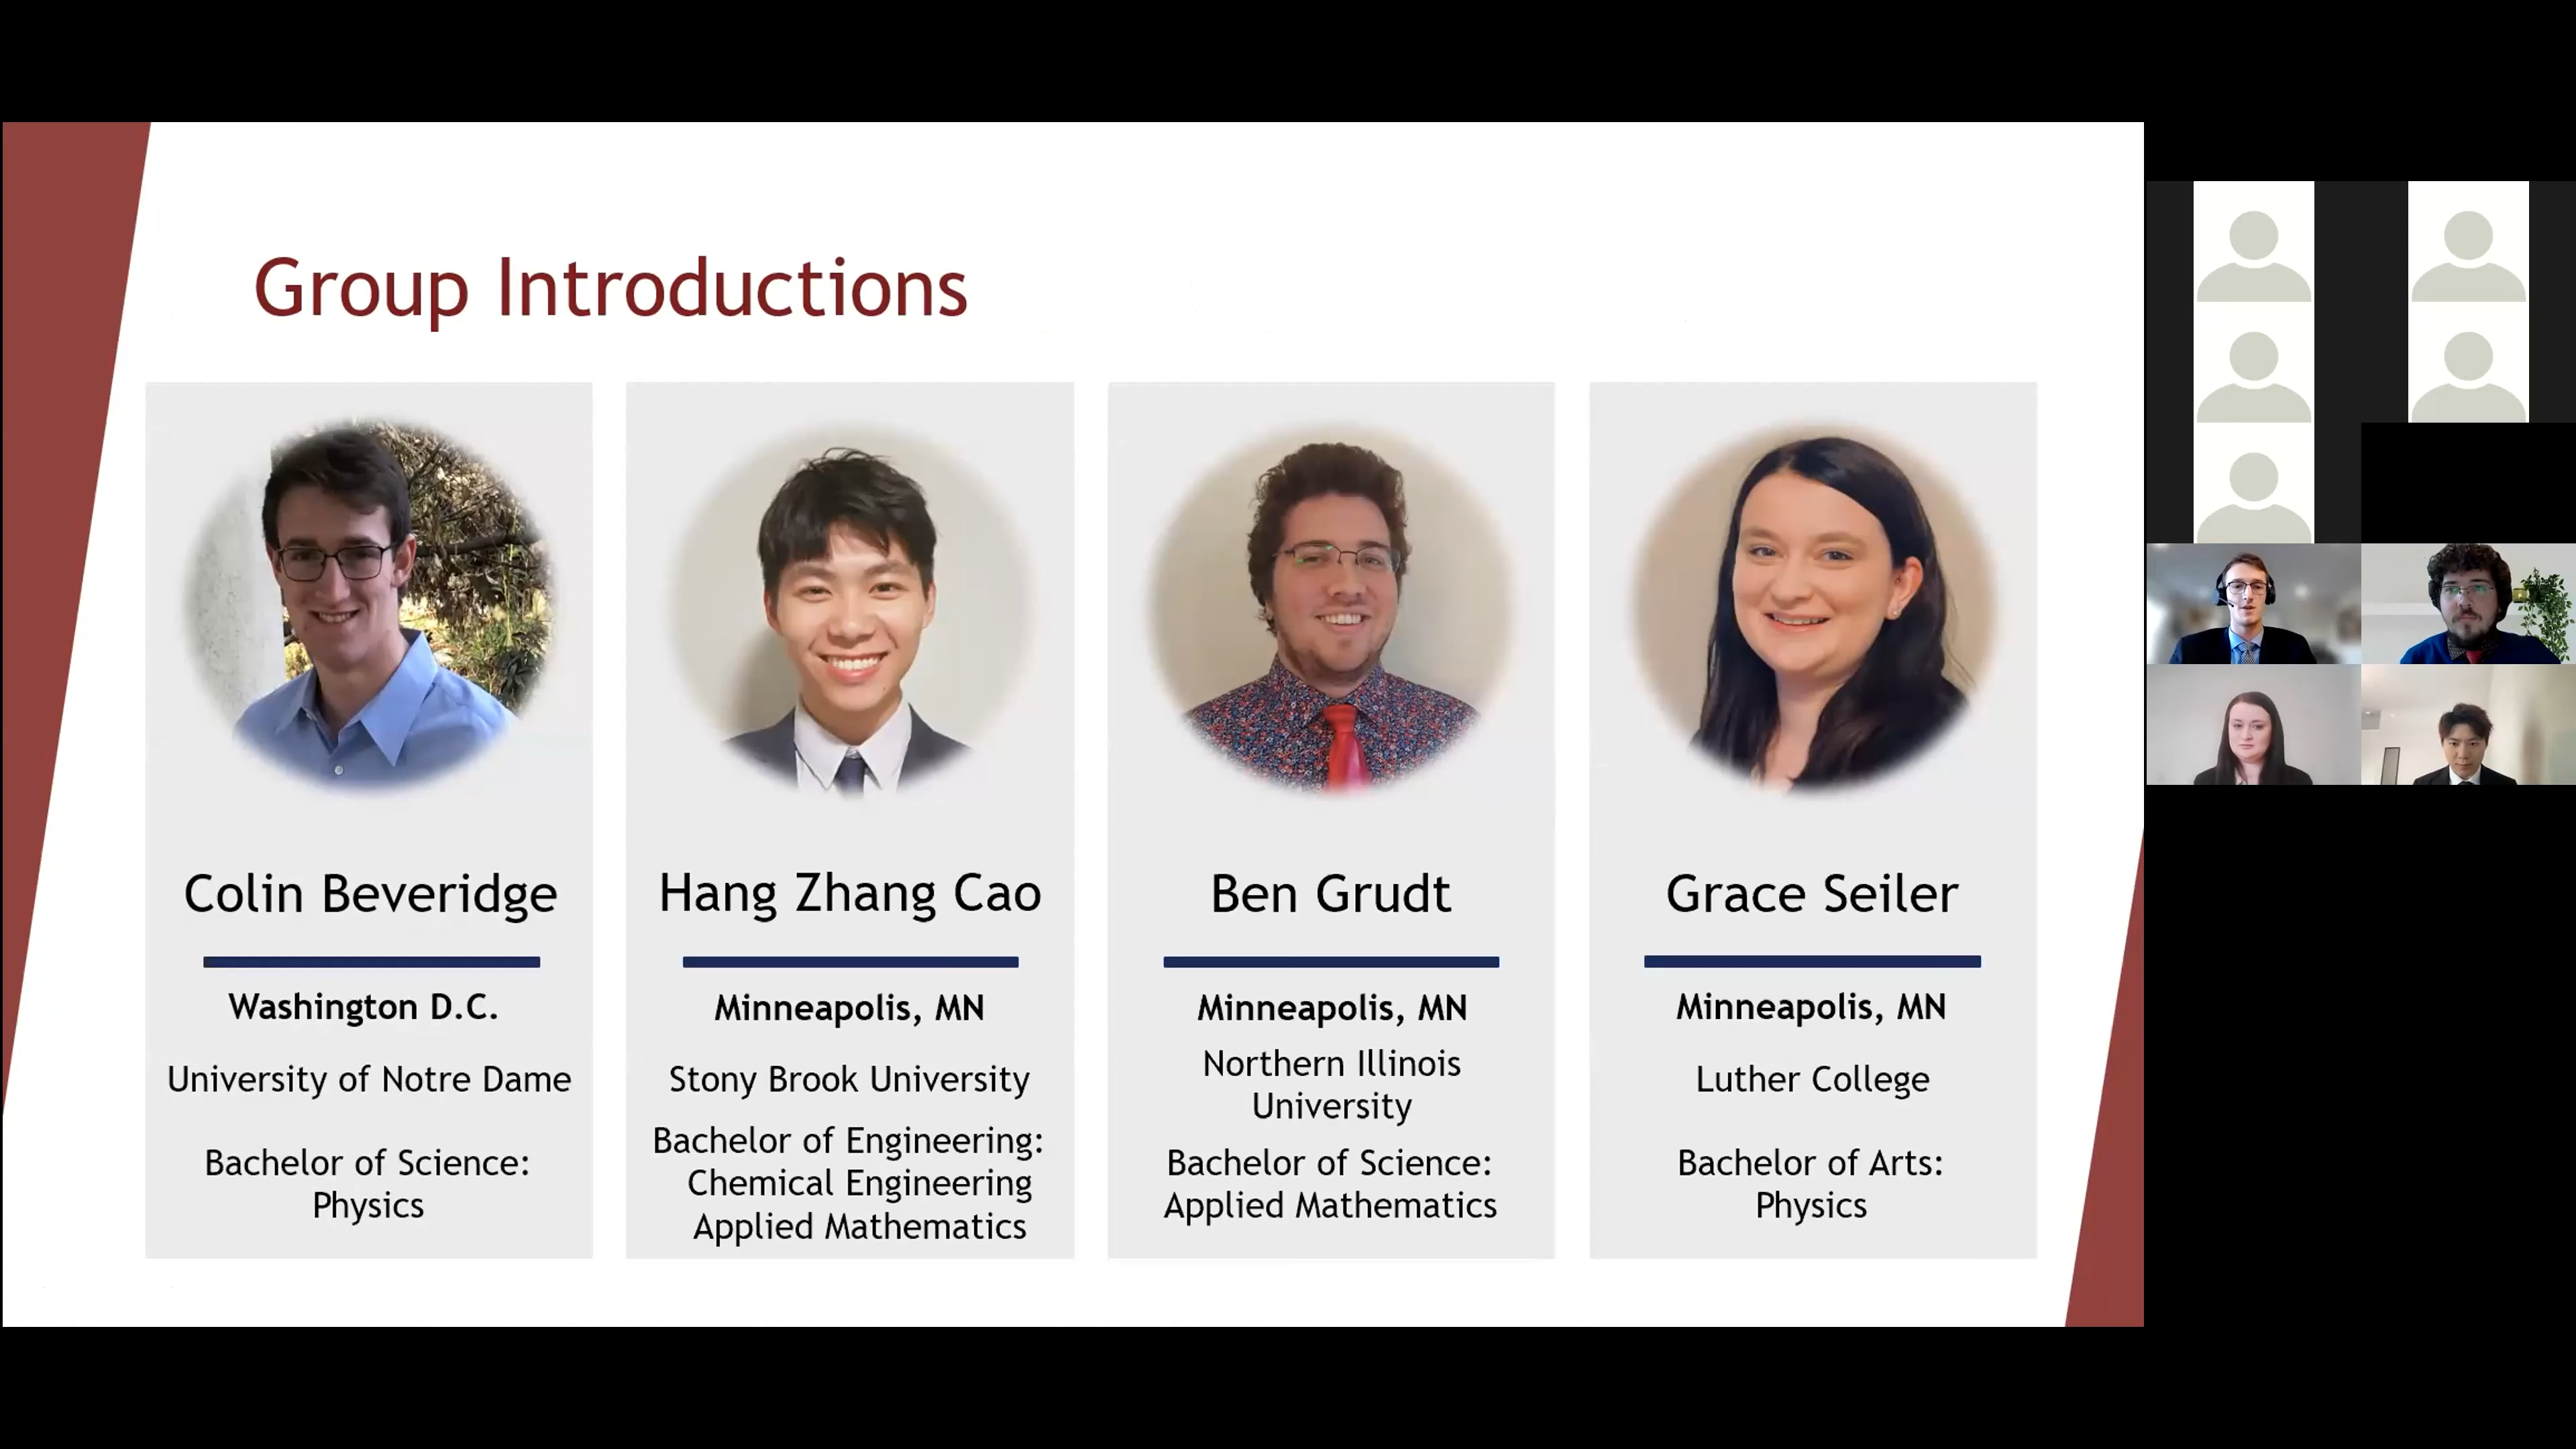 Group Introductions
Colin Beveridge
Washington D.C.
University of Notre Dame
Bachelor of Science:
Physics
Hang Zhang Cao
Minneapolis, MN
Stony Brook University
Bachelor of Engineering:
Chemical Engineering
Applied Mathematics
Ben Grudt
Minneapolis, MN
Northern Illinois
University
Bachelor of Science:
Applied Mathematics
Grace Seiler
Minneapolis, MN
Luther College
Bachelor of Arts:
Physics